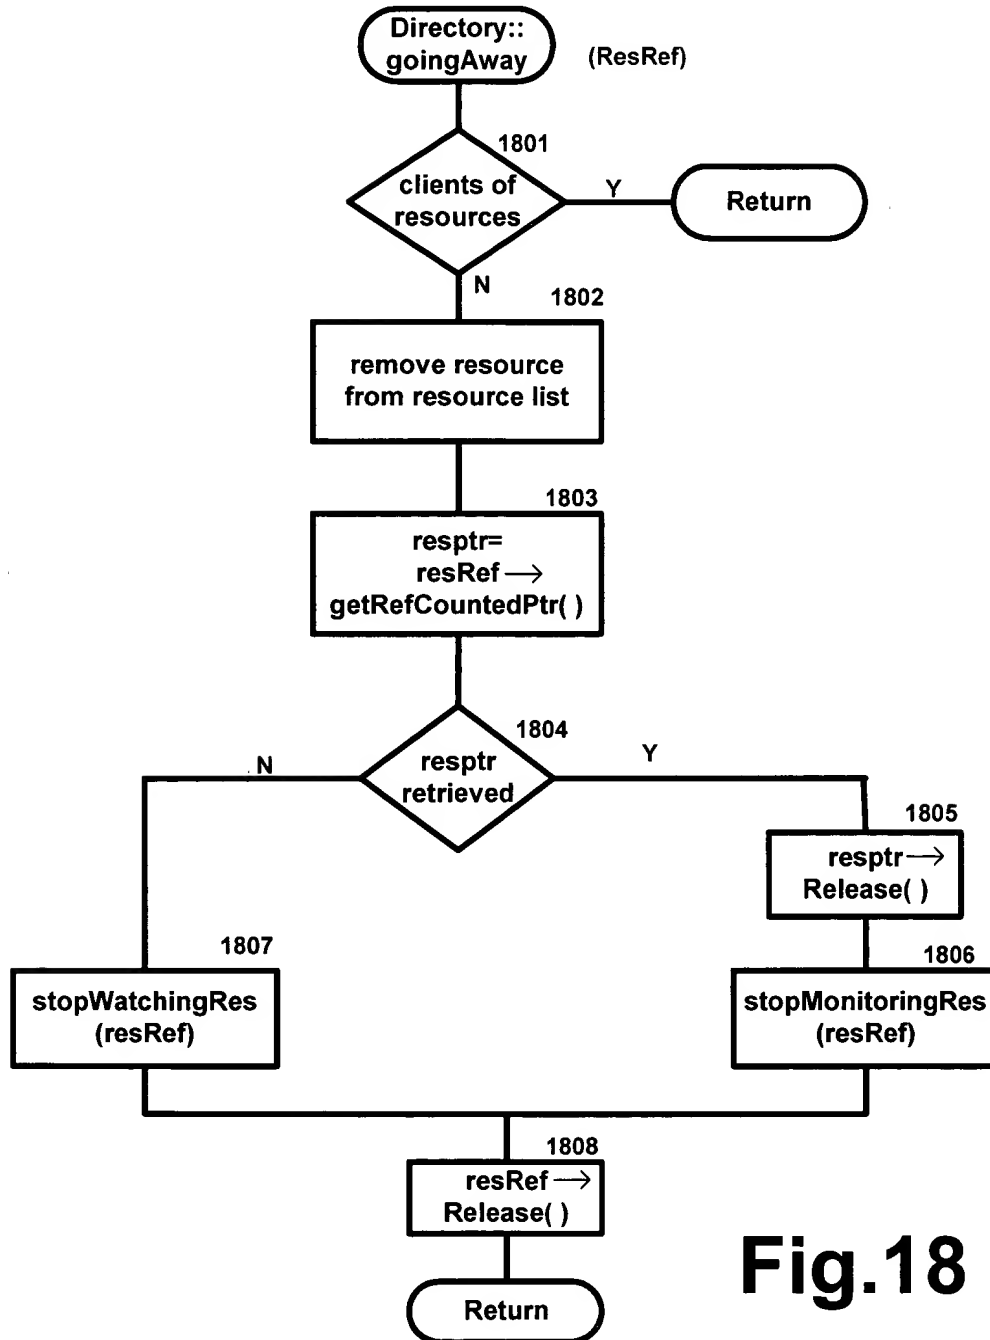 Directory::
goingAway
(ResRef)
1801
clients of
resources
Y
Return
N
1802
remove resource
from resource list
1803
resptr=
resRef →
getRefCountedPtr( )
1804
resptr
retrieved
N
Y
1805
resptr →
Release( )
1807
stopWatchingRes
(resRef)
1806
stopMonitoringRes
(resRef)
1808
resRef →
Release( )
Return
Fig.18